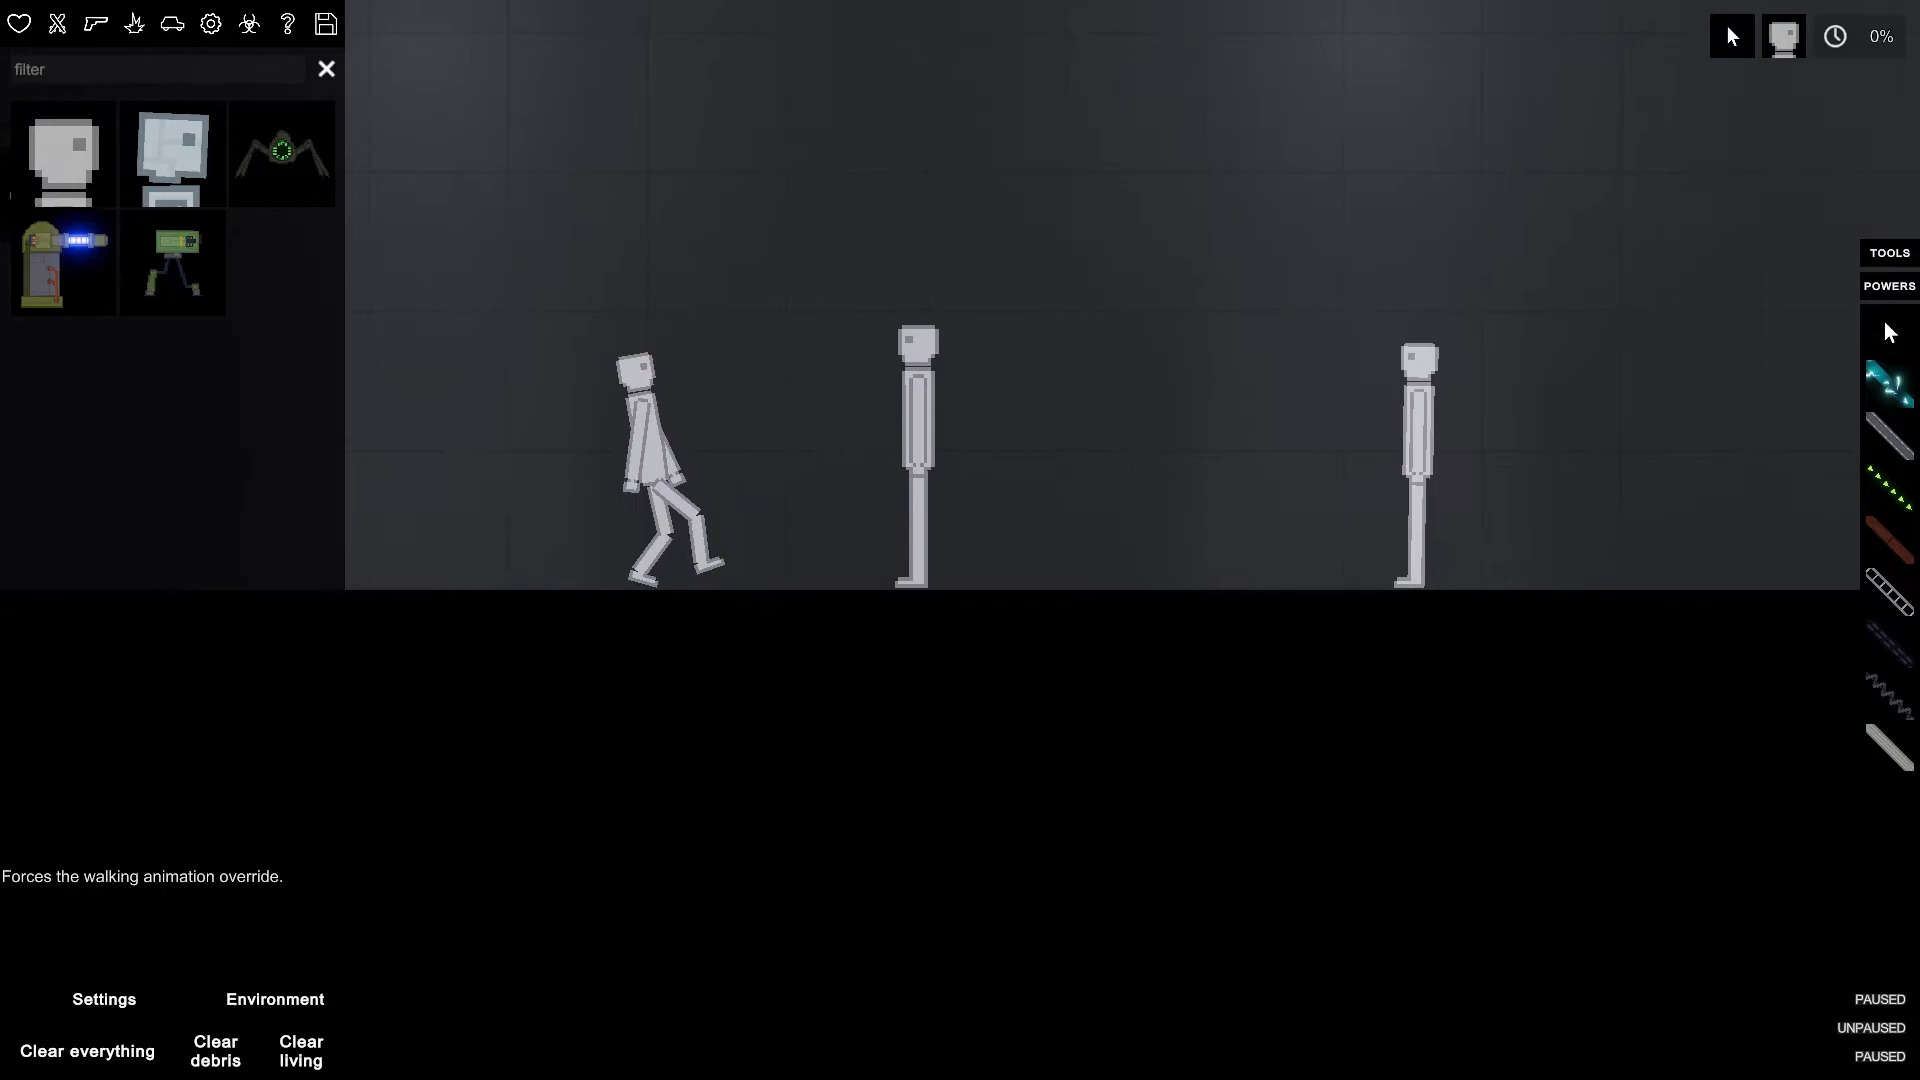 filter
0%
TOOLS
POWERS
Forces the walking animation override.
Settings
Environment
Clear everything
Clear
debris
Clear
living
PAUSED
UNPAUSED
PAUSED